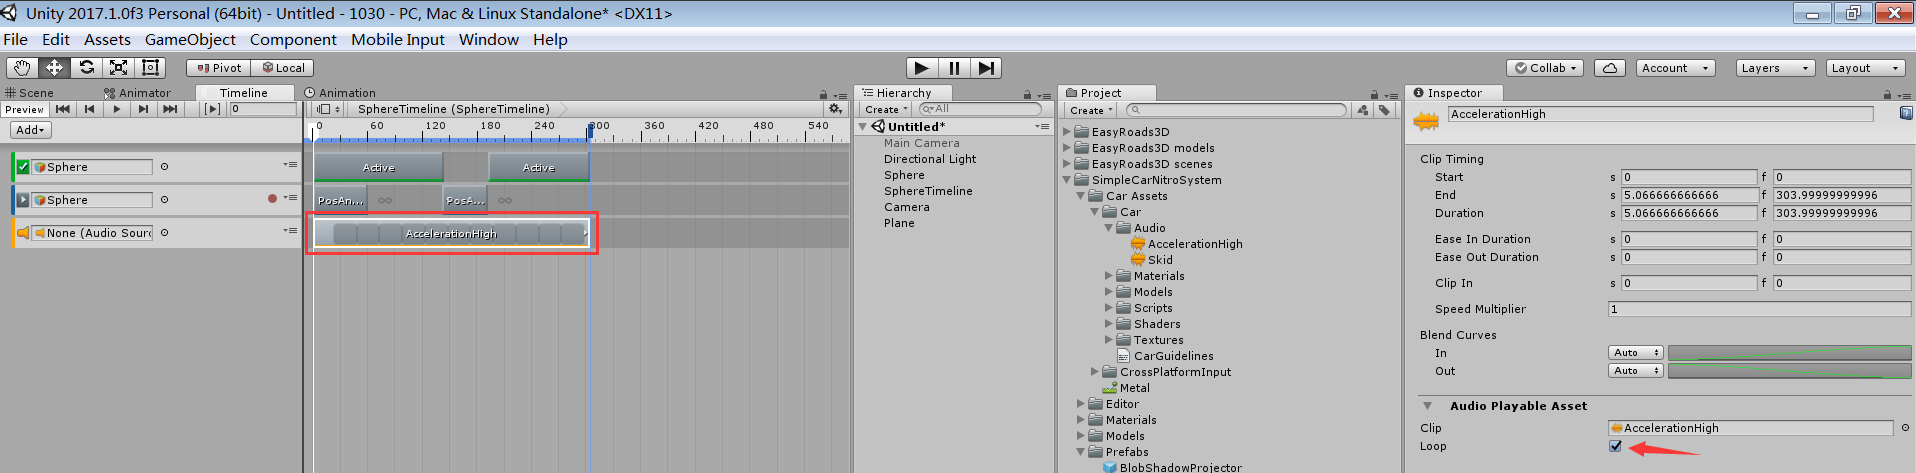 Unity 2017.1.0f3 Personal (64bit) - Untitled - 1030 - PC, Mac & Linux Standalone* <DX11>
File Edit Assets GameObject Component Mobile Input Window Help
Pivot Local Collab Account Layers Layout
Scene Animator Timeline Animation
Preview 0 SphereTimeline (SphereTimeline)
Add
0 60 120 180 240 300 360 420 480 540
Sphere Active Active
Sphere PosAn... PosA...
None (Audio Sourc AccelerationHigh
Hierarchy
Create All
Untitled*
Main Camera
Directional Light
Sphere
SphereTimeline
Camera
Plane
Project
Create
EasyRoads3D
EasyRoads3D models
EasyRoads3D scenes
SimpleCarNitroSystem
Car Assets
Car
Audio
AccelerationHigh
Skid
Materials
Models
Scripts
Shaders
Textures
CarGuidelines
CrossPlatformInput
Metal
Editor
Materials
Models
Prefabs
BlobShadowProjector
Inspector
AccelerationHigh
Clip Timing
Start s 0 f 0
End s 5.066666666666 f 303.99999999996
Duration s 5.066666666666 f 303.99999999996
Ease In Duration s 0 f 0
Ease Out Duration s 0 f 0
Clip In s 0 f 0
Speed Multiplier 1
Blend Curves
In Auto
Out Auto
Audio Playable Asset
Clip AccelerationHigh
Loop